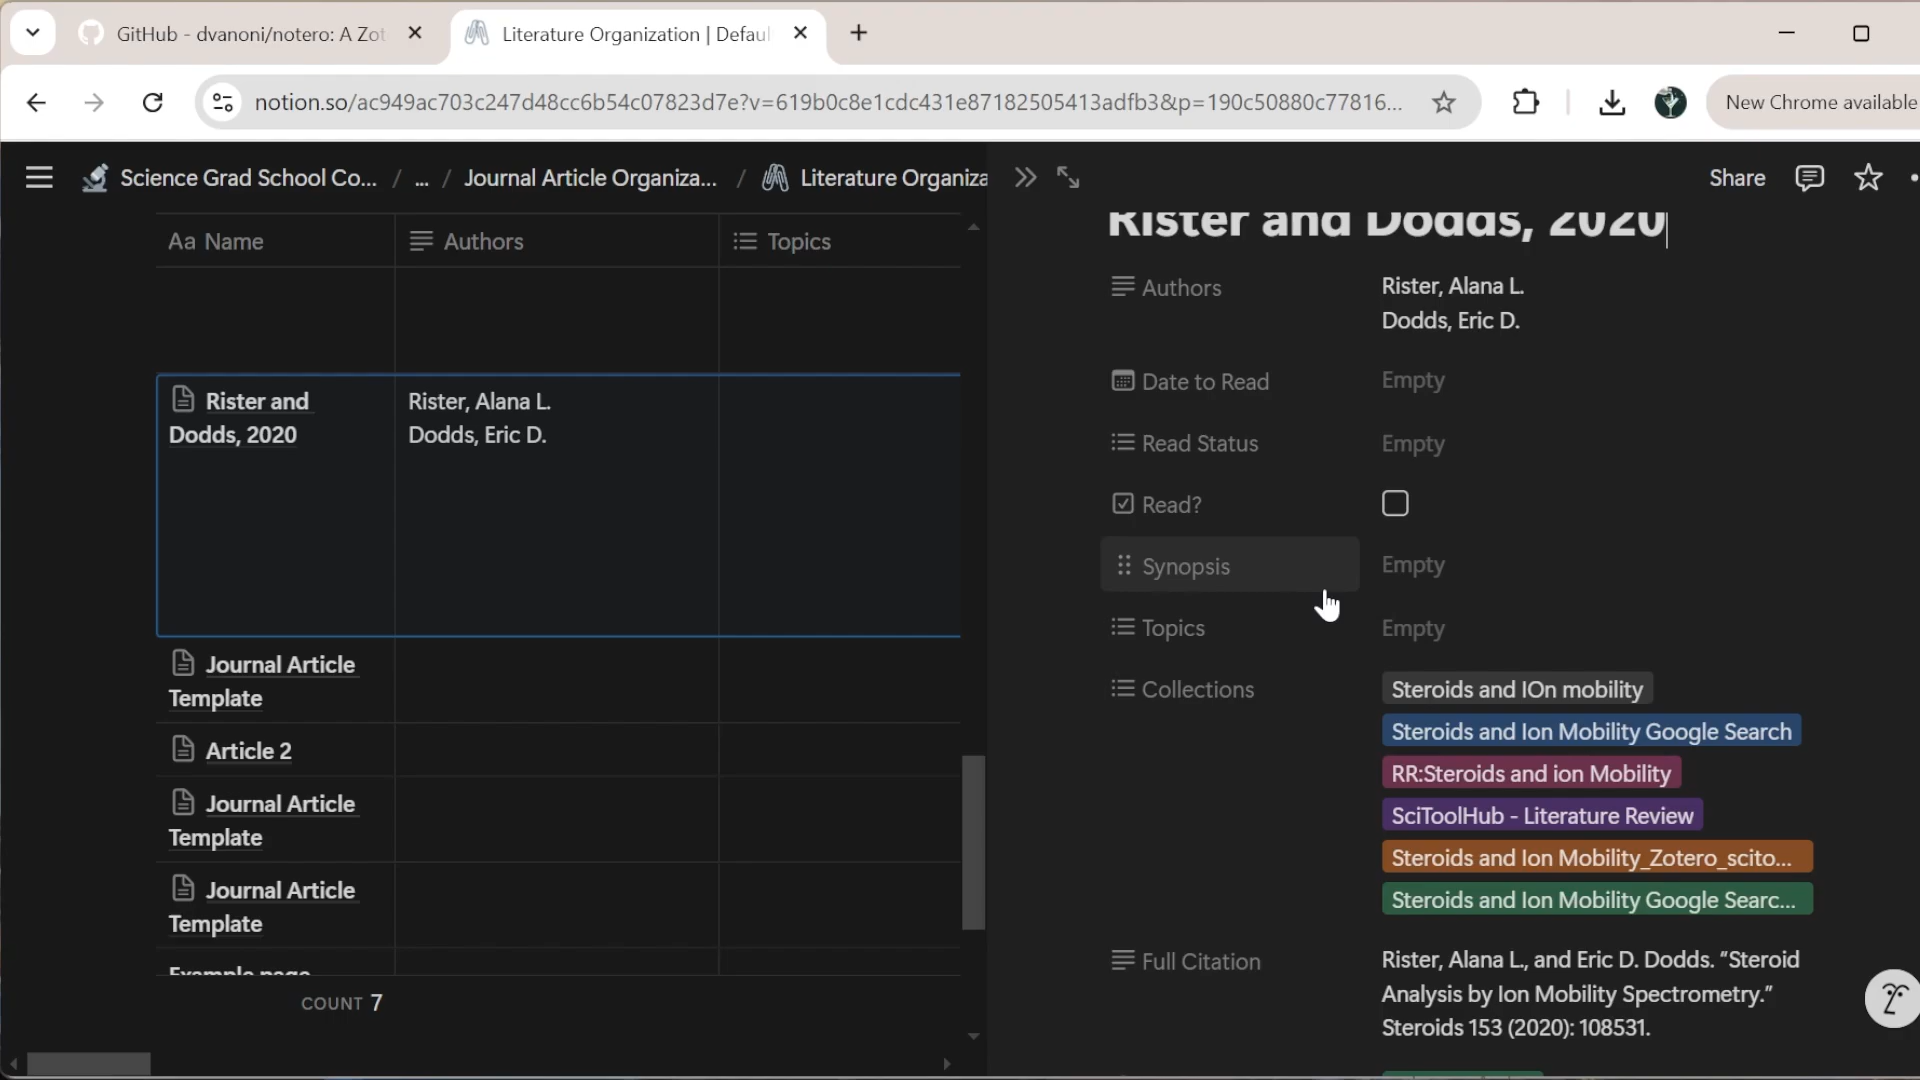 GitHub - dvanoni/notero: A Zot
Literature Organization | Defaul
notion.so/ac949ac703c247d48cc6b54c07823d7e?v=619b0c8e1cdc431e87182505413adfb3&p=190c50880c77816...
New Chrome available
Science Grad School Co... / ... / Journal Article Organiza... / Literature Organiza
Share
Aa Name
Authors
Topics
Rister and
Dodds, 2020
Rister, Alana L.
Dodds, Eric D.
Journal Article
Template
Article 2
Journal Article
Template
Journal Article
Template
Example page
COUNT 7
Rister and Dodds, 2020
Authors
Rister, Alana L.
Dodds, Eric D.
Date to Read
Empty
Read Status
Empty
Read?
Synopsis
Empty
Topics
Empty
Collections
Steroids and IOn mobility
Steroids and Ion Mobility Google Search
RR:Steroids and ion Mobility
SciToolHub - Literature Review
Steroids and Ion Mobility_Zotero_scito...
Steroids and Ion Mobility Google Searc...
Full Citation
Rister, Alana L., and Eric D. Dodds. “Steroid
Analysis by Ion Mobility Spectrometry.”
Steroids 153 (2020): 108531.